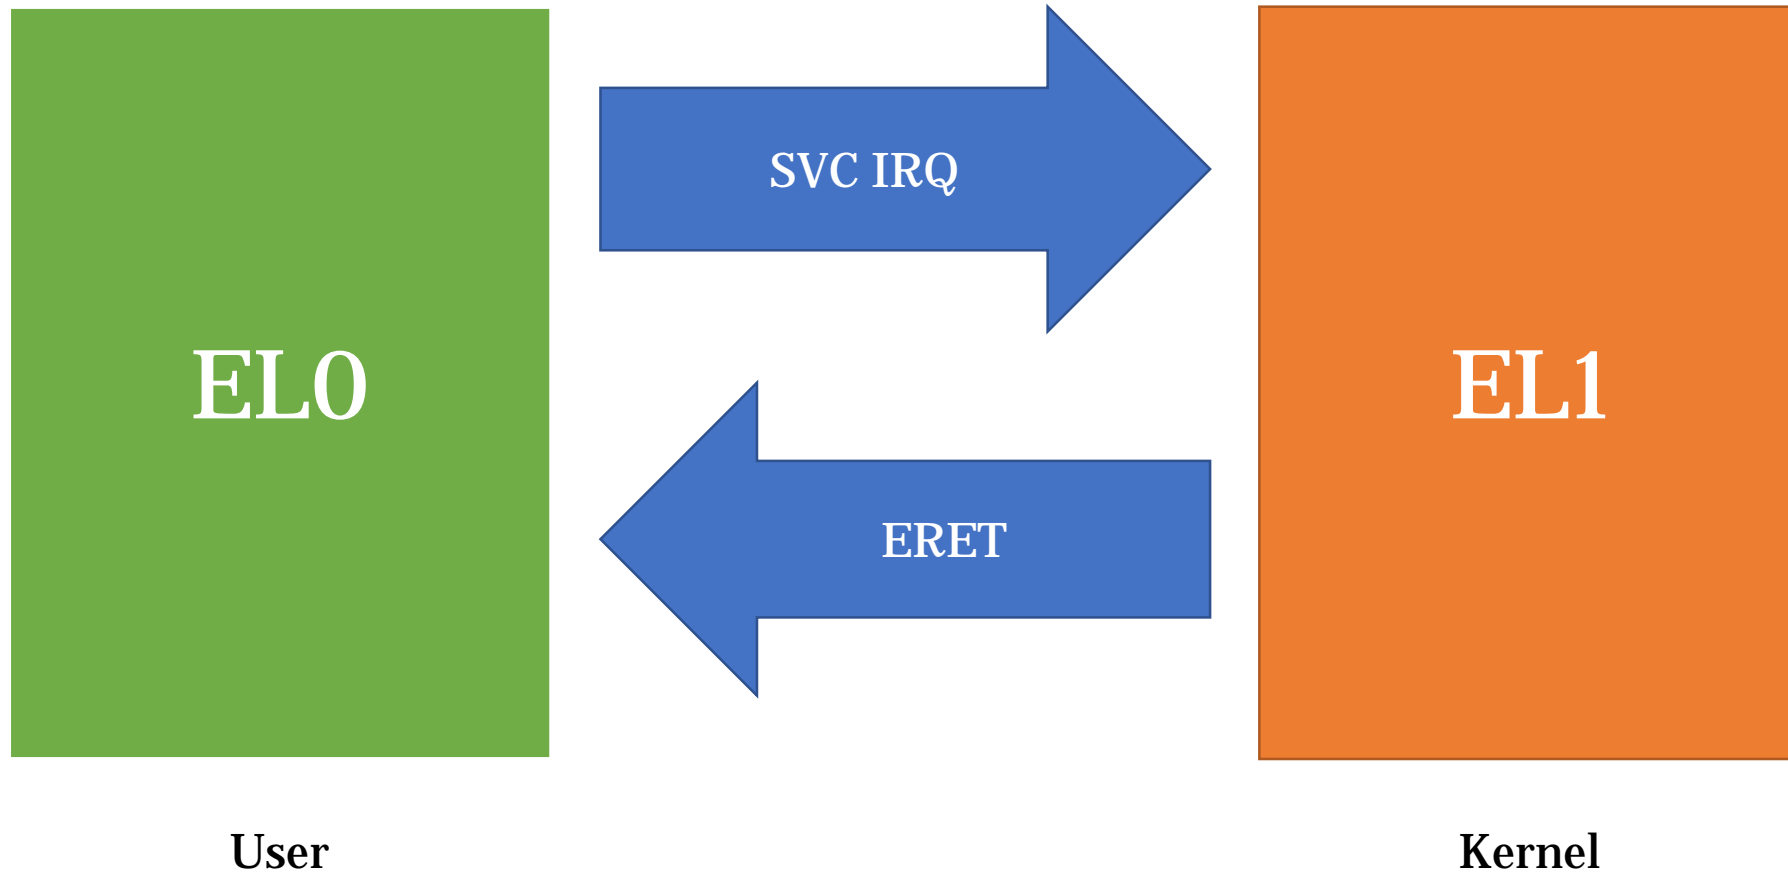 SVC IRQ
EL0
EL1
ERET
User
Kernel